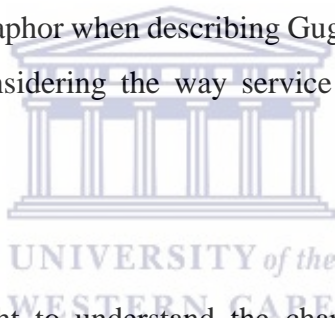 aphor when describing Gug
nsidering the way service
UNIVERSITY of the
WESTERN CAPE
nt to understand the char